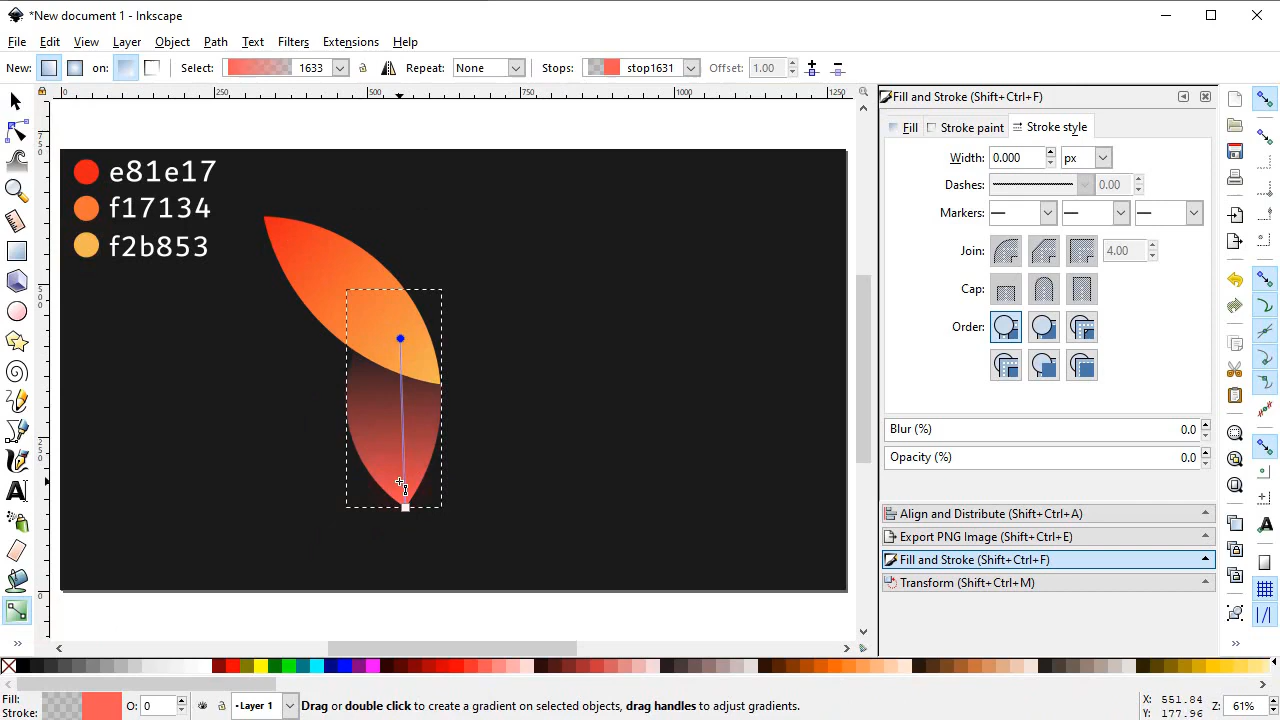 *New document 1 - Inkscape
File Edit View Layer Object Path Text Filters Extensions Help
New: on: Select: 1633 Repeat: None Stops: stop1631 Offset: 1.00
Fill and Stroke (Shift+Ctrl+F)
Fill Stroke paint Stroke style
Width: 0.000 px
Dashes: 0.00
Markers:
Join: 4.00
Cap:
Order:
Blur (%) 0.0
Opacity (%) 0.0
Align and Distribute (Shift+Ctrl+A)
Export PNG Image (Shift+Ctrl+E)
Fill and Stroke (Shift+Ctrl+F)
Transform (Shift+Ctrl+M)
0 250 500 750 1000 1250
750
500
250
0
e81e17
f17134
f2b853
Fill:
Stroke:
O: 0
Layer 1
Drag or double click to create a gradient on selected objects, drag handles to adjust gradients.
X: 551.84
Y: 177.96
Z: 61%